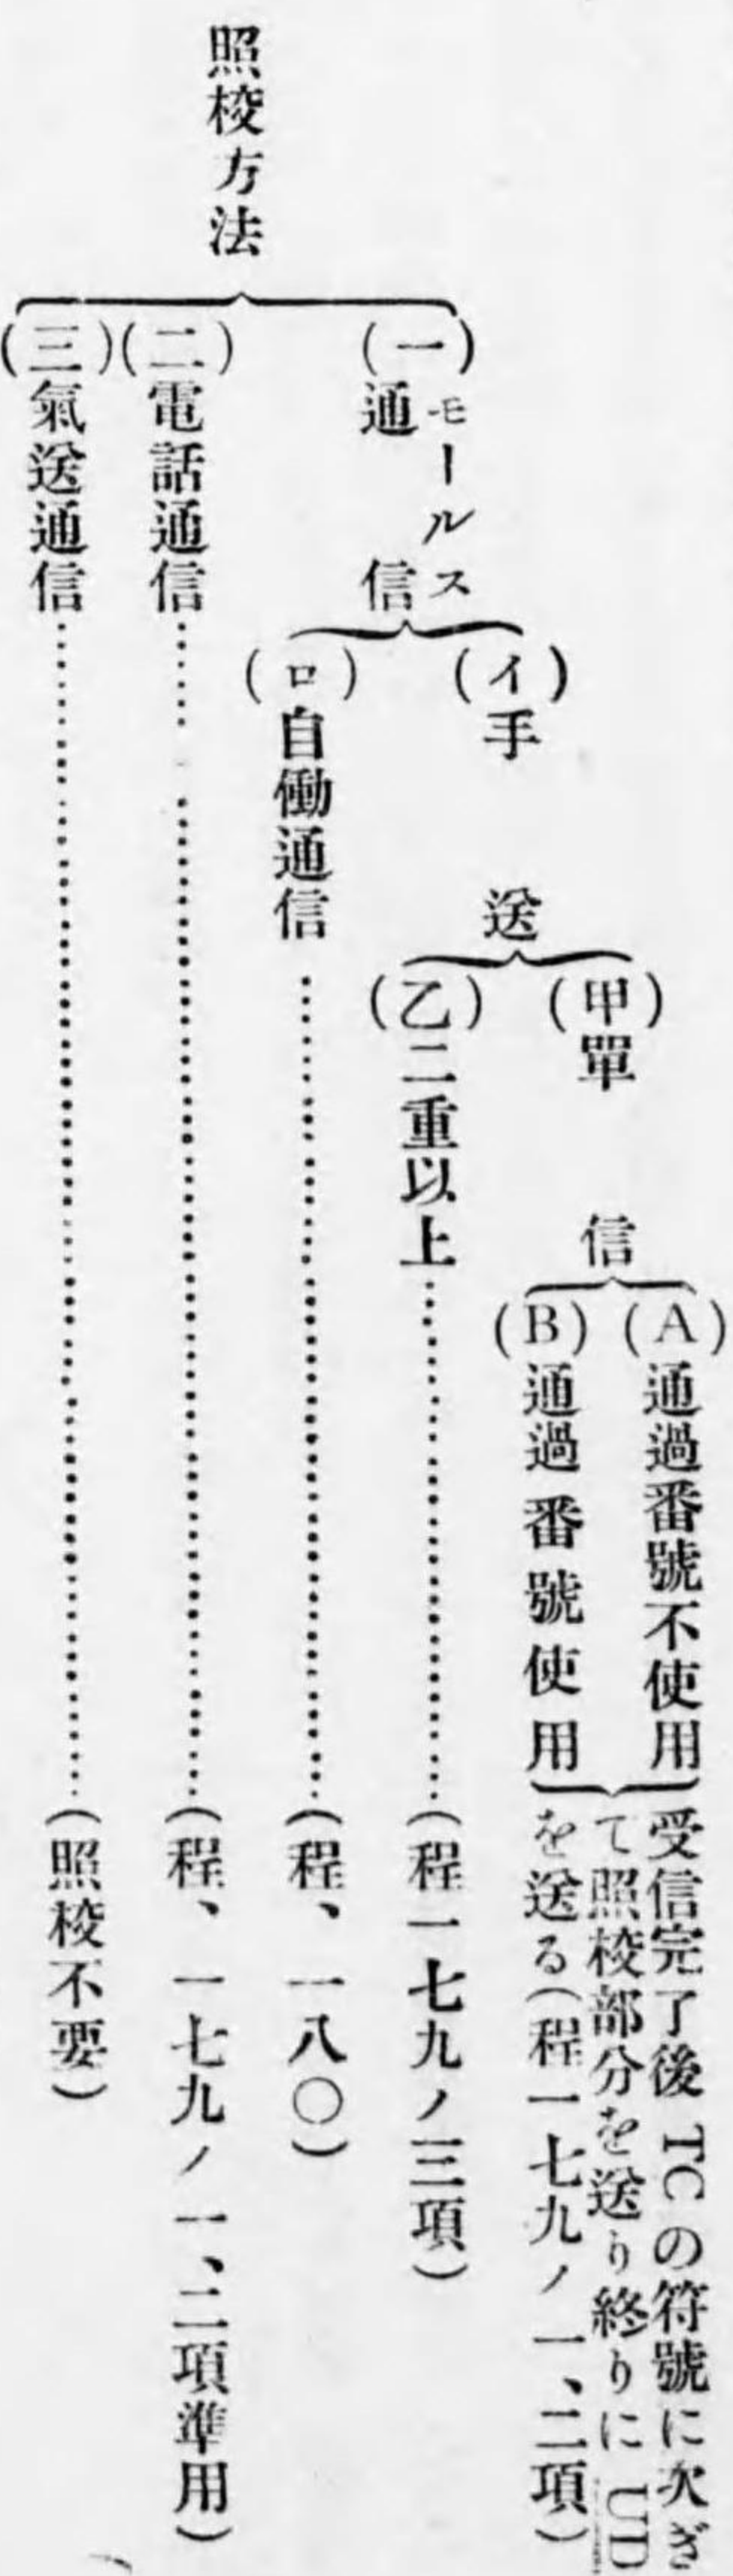 照校方法
(一)モールス通信
(イ)手送
(甲)單信
(A)通過番號不使用
(B)通過番號使用
受信完了後TCの符號に次ぎ
て照校部分を送り終りにUD
を送る(程一七九ノ一、二項)
(乙)二重以上……(程一七九ノ三項)
(ロ)自働通信……(程、一八〇)
(二)電話通信……(程、一七九ノ一、二項準用)
(三)氣送通信……(照校不要)